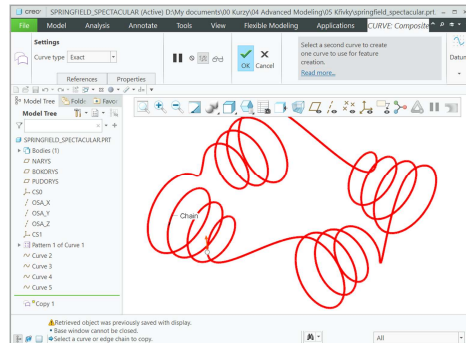 creo SPRINGFIELD_SPECTACULAR (Active) D:\My documents\00 Kurzy\04 Advanced Modeling\05 Křivky\springfield_spectacular.prt
File Model Analysis Annotate Tools View Flexible Modeling Applications CURVE: Composite
Settings
Curve type Exact
OK Cancel
Select a second curve to create
one curve to use for feature
creation.
Read more...
Datum
References Properties
Model Tree Folde Favor
Model Tree
SPRINGFIELD_SPECTACULAR.PRT
Bodies (1)
NARYS
BOKORYS
PUDORYS
CS0
OSA_X
OSA_Y
OSA_Z
CS1
Pattern 1 of Curve 1
Curve 2
Curve 3
Curve 4
Curve 5
Copy 1
Chain
Retrieved object was previously saved with display.
• Base window cannot be closed.
Select a curve or edge chain to copy.
All